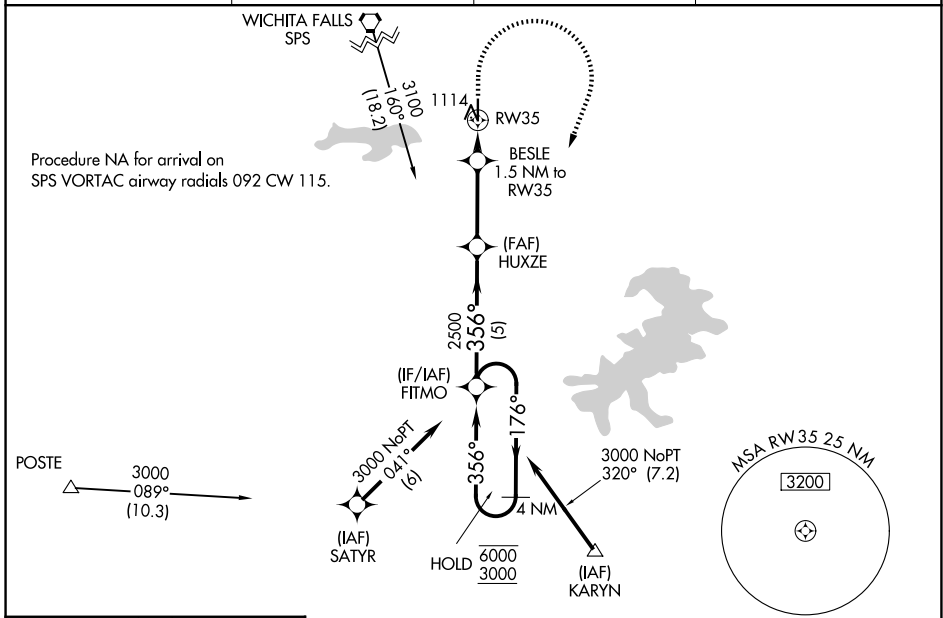 WICHITA FALLS
SPS
3100
160°
(18.2)
1114
RW35
Procedure NA for arrival on
SPS VORTAC airway radials 092 CW 115.
BESLE
1.5 NM to
RW35
(FAF)
HUXZE
2500
356°
(5)
(IF/IAF)
FITMO
176°
356°
3000 NoPT
041°
(6)
POSTE
3000
089°
(10.3)
(IAF)
SATYR
4 NM
HOLD
6000
3000
3000 NoPT
320° (7.2)
(IAF)
KARYN
MSA RW35 25 NM
3200